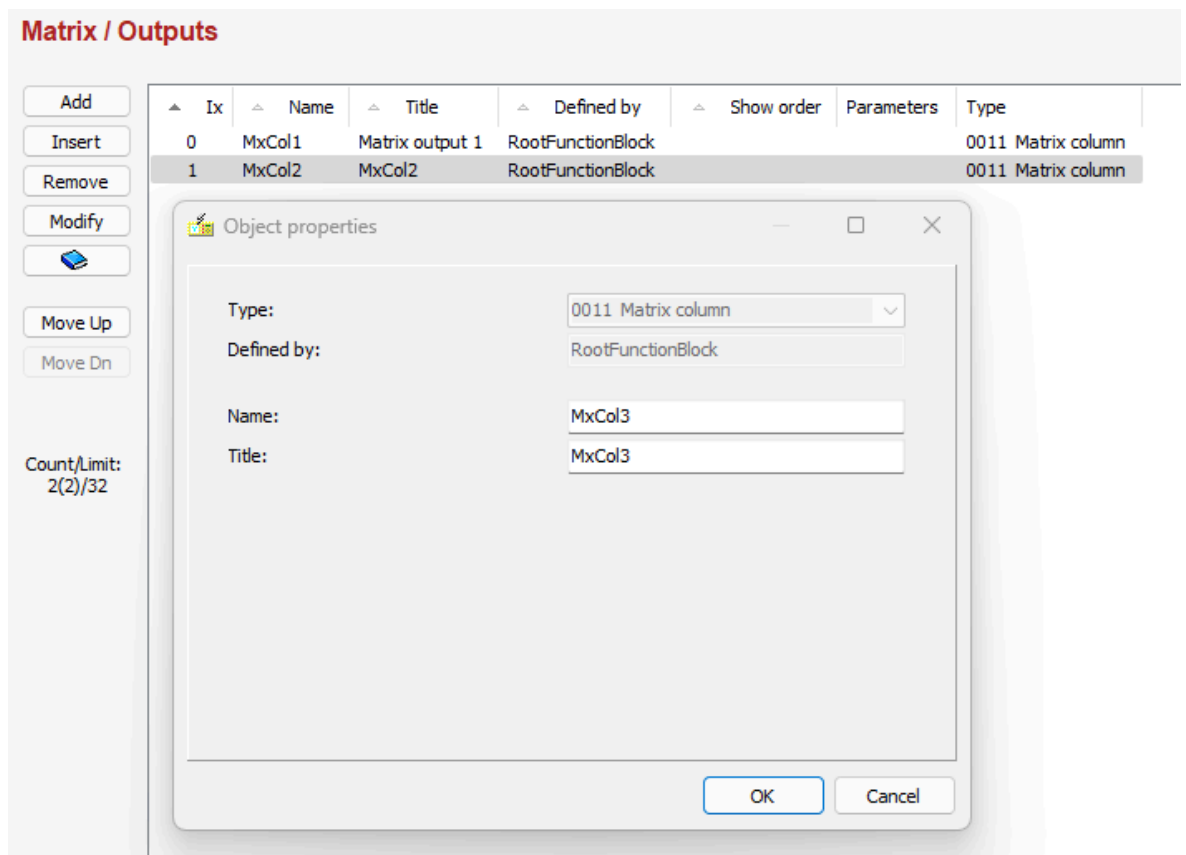 Matrix / Outputs
Add
Insert
Remove
Modify
Move Up
Move Dn
Count/Limit:
2(2)/32
Ix Name Title Defined by Show order Parameters Type
0 MxCol1 Matrix output 1 RootFunctionBlock 0011 Matrix column
1 MxCol2 MxCol2 RootFunctionBlock 0011 Matrix column
Object properties
Type: 0011 Matrix column
Defined by: RootFunctionBlock
Name: MxCol3
Title: MxCol3
OK Cancel